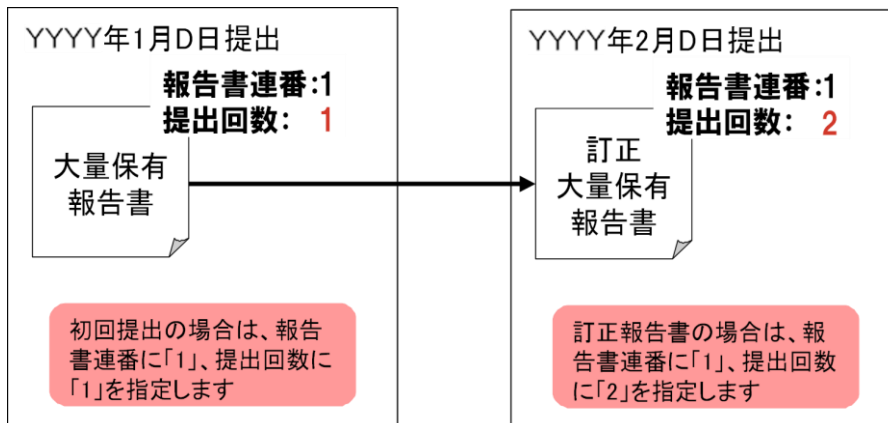 YYYY年1月D日提出
報告書連番:1
提出回数: 1
大量保有
報告書
初回提出の場合は、報告
書連番に「1」、提出回数に
「1」を指定します
YYYY年2月D日提出
報告書連番:1
提出回数: 2
訂正
大量保有
報告書
訂正報告書の場合は、報
告書連番に「1」、提出回数
に「2」を指定します